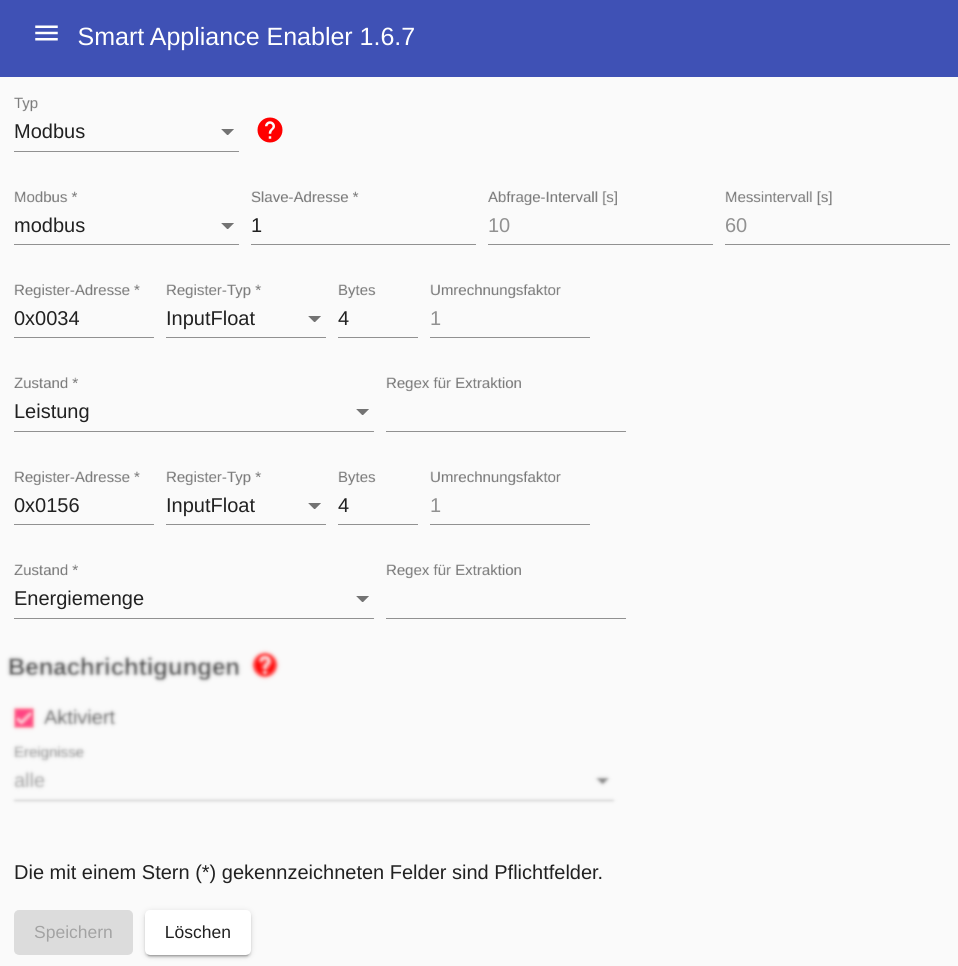 Smart Appliance Enabler 1.6.7
Typ
Modbus ?
Modbus * Slave-Adresse * Abfrage-Intervall [s] Messintervall [s]
modbus 1 10 60
Register-Adresse * Register-Typ * Bytes Umrechnungsfaktor
0x0034 InputFloat 4 1
Zustand * Regex für Extraktion
Leistung
Register-Adresse * Register-Typ * Bytes Umrechnungsfaktor
0x0156 InputFloat 4 1
Zustand * Regex für Extraktion
Energiemenge
Benachrichtigungen ?
Aktiviert
Ereignisse
alle
Die mit einem Stern (*) gekennzeichneten Felder sind Pflichtfelder.
Speichern Löschen